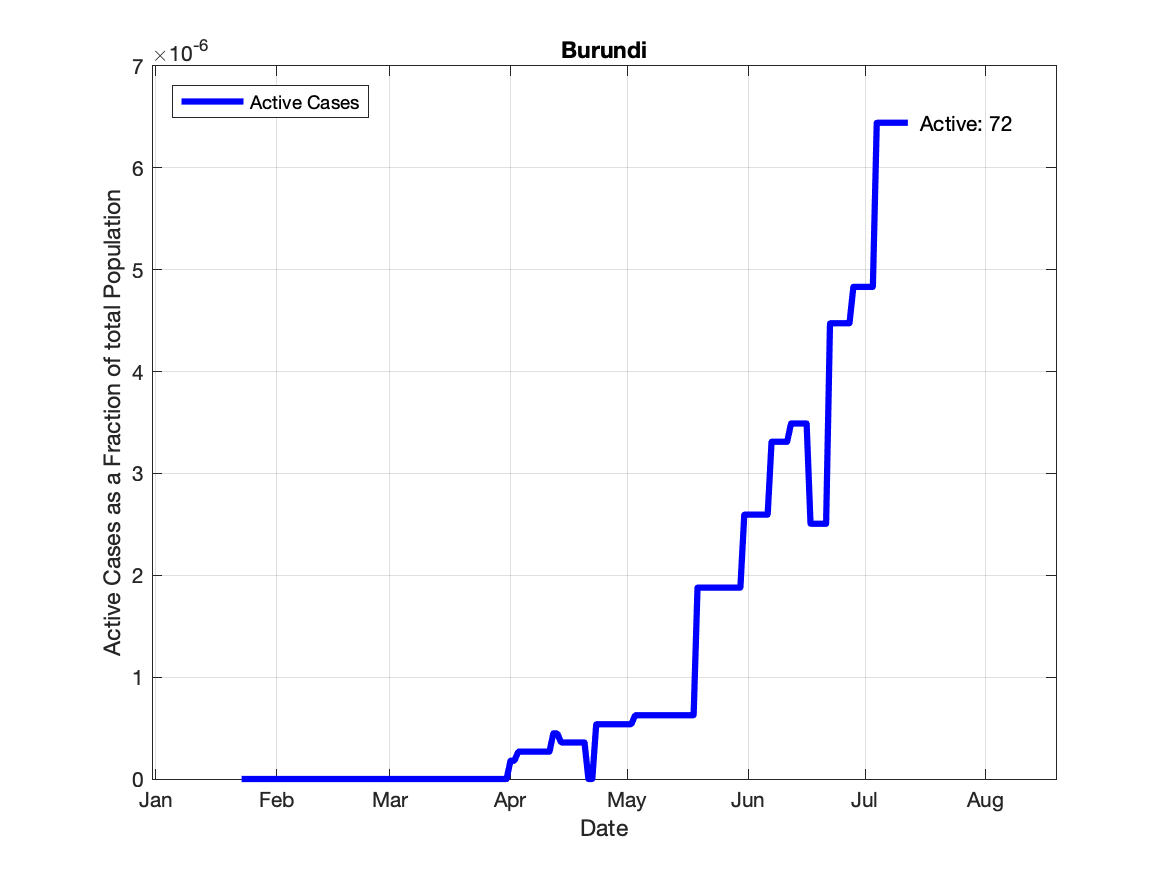 Burundi
×10-6
7
6
5
4
3
2
1
0
Active Cases
Active: 72
Active Cases as a Fraction of total Population
Jan Feb Mar Apr May Jun Jul Aug
Date